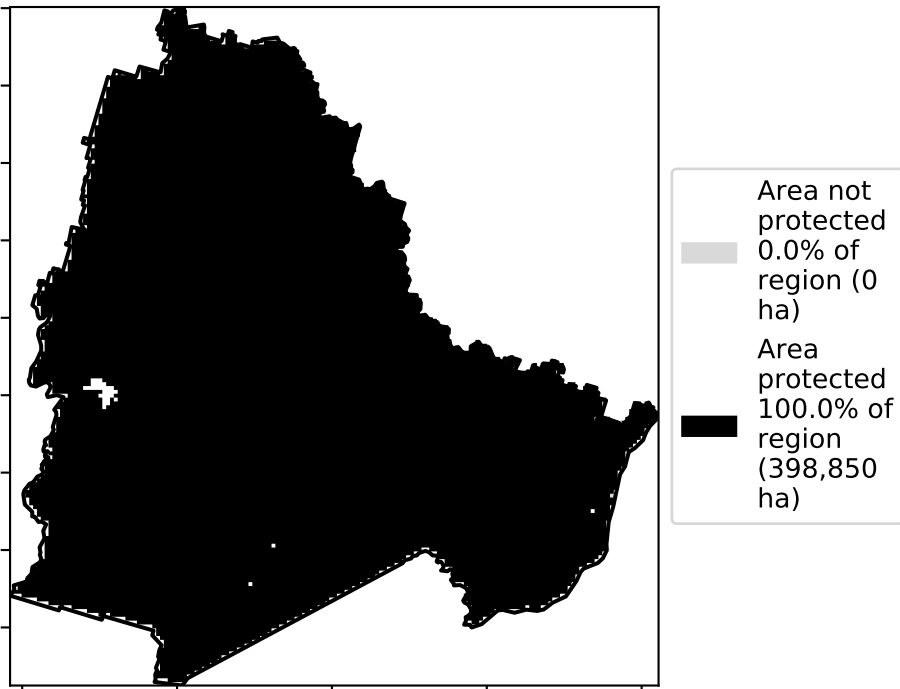 Area not
protected
0.0% of
region (0
ha)
Area
protected
100.0% of
region
(398,850
ha)